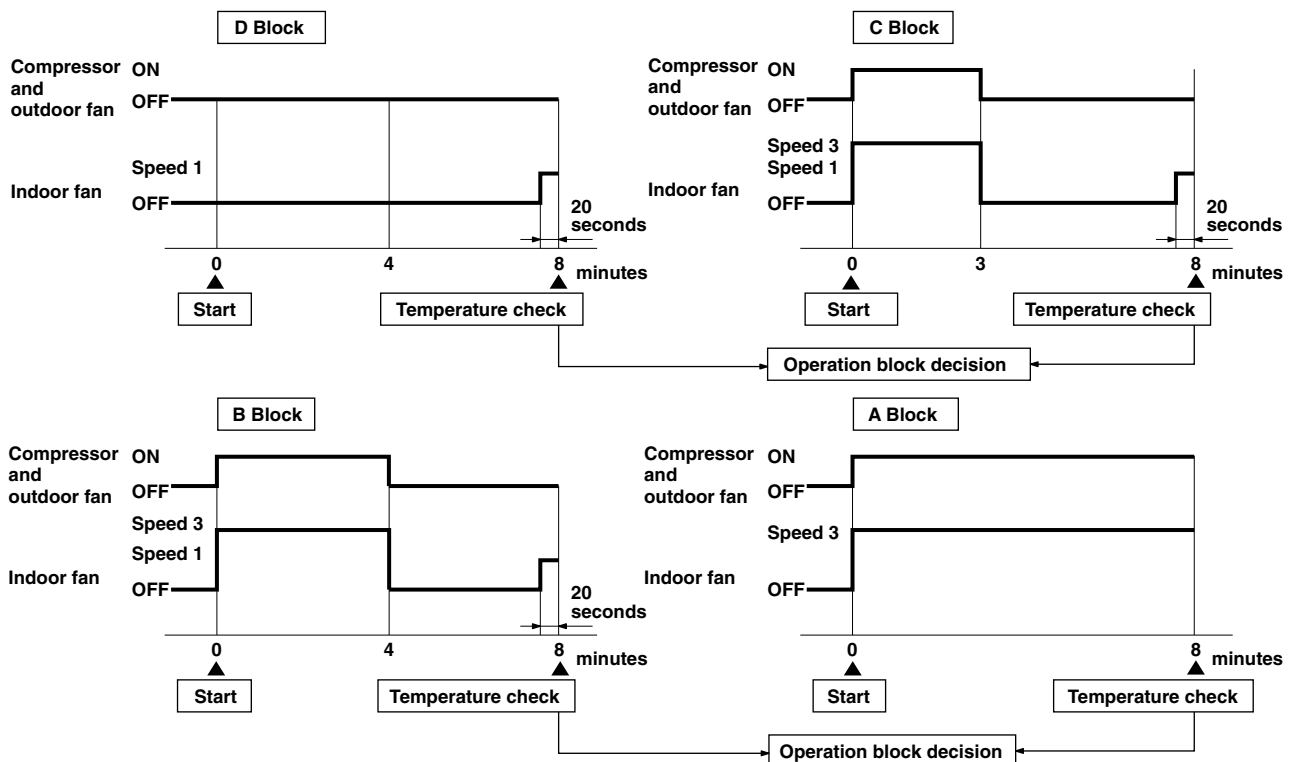 D Block
Compressor
and
outdoor fan
ON
OFF
Speed 1
Indoor fan
OFF
20
seconds
0
4
8
minutes
Start
Temperature check
C Block
Compressor
and
outdoor fan
ON
OFF
Speed 3
Speed 1
Indoor fan
OFF
20
seconds
0
3
8
minutes
Start
Temperature check
Operation block decision
B Block
Compressor
and
outdoor fan
ON
OFF
Speed 3
Speed 1
Indoor fan
OFF
20
seconds
0
4
8
minutes
Start
Temperature check
A Block
Compressor
and
outdoor fan
ON
OFF
Speed 3
Indoor fan
OFF
0
8
minutes
Start
Temperature check
Operation block decision